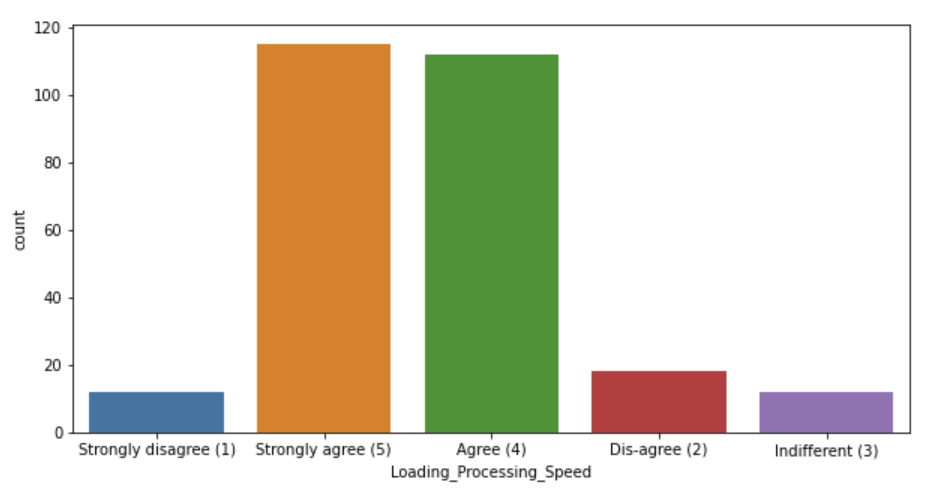 120
100
80
60
40
20
0
count
Strongly disagree (1) Strongly agree (5) Agree (4) Dis-agree (2) Indifferent (3)
Loading_Processing_Speed